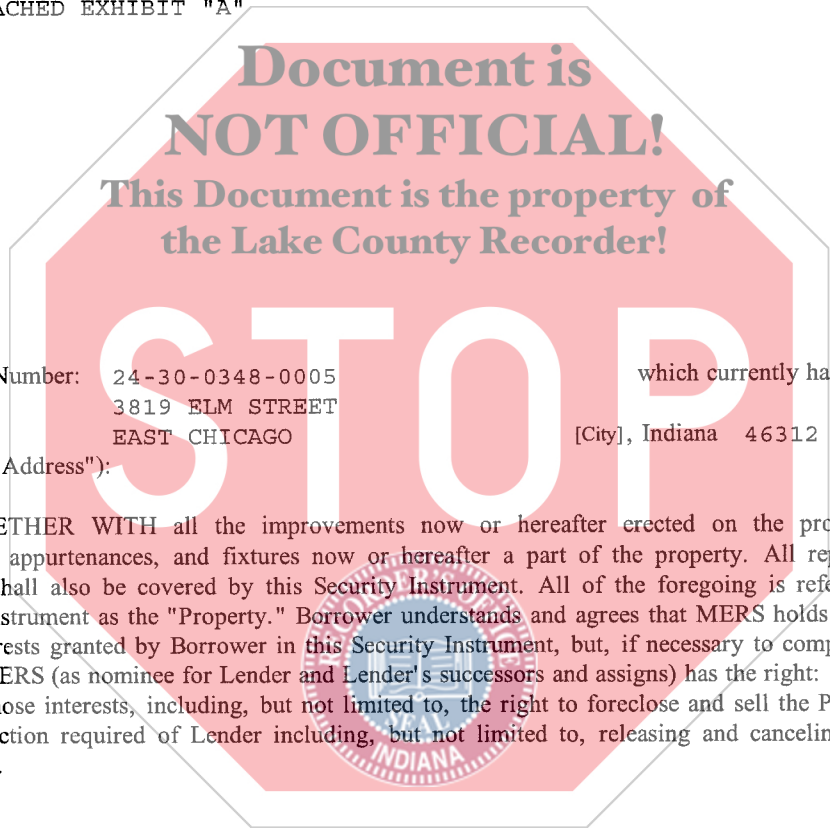 ACHED EXHIBIT "A"
Document is
NOT OFFICIAL!
This Document is the property of
the Lake County Recorder!
STOP
Number: 24-30-0348-0005 which currently ha
3819 ELM STREET
EAST CHICAGO [City], Indiana 46312
Address"):
ETHER WITH all the improvements now or hereafter erected on the pro
appurtenances, and fixtures now or hereafter a part of the property. All rep
hall also be covered by this Security Instrument. All of the foregoing is refe
strument as the "Property." Borrower understands and agrees that MERS holds
rests granted by Borrower in this Security Instrument, but, if necessary to comp
ERS (as nominee for Lender and Lender's successors and assigns) has the right:
ose interests, including, but not limited to, the right to foreclose and sell the P
ction required of Lender including, but not limited to, releasing and cancelin
RECORDER'S OFFICE
SEAL
INDIANA